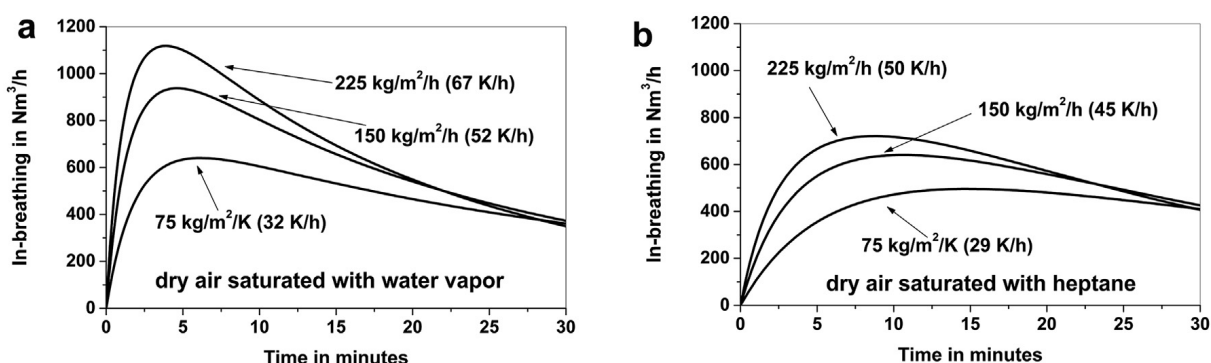 a
In-breathing in Nm³/h
1200
1000
800
600
400
200
0
225 kg/m²/h (67 K/h)
150 kg/m²/h (52 K/h)
75 kg/m²/K (32 K/h)
dry air saturated with water vapor
0 5 10 15 20 25 30
Time in minutes
b
In-breathing in Nm³/h
1200
1000
800
600
400
200
0
225 kg/m²/h (50 K/h)
150 kg/m²/h (45 K/h)
75 kg/m²/K (29 K/h)
dry air saturated with heptane
0 5 10 15 20 25 30
Time in minutes